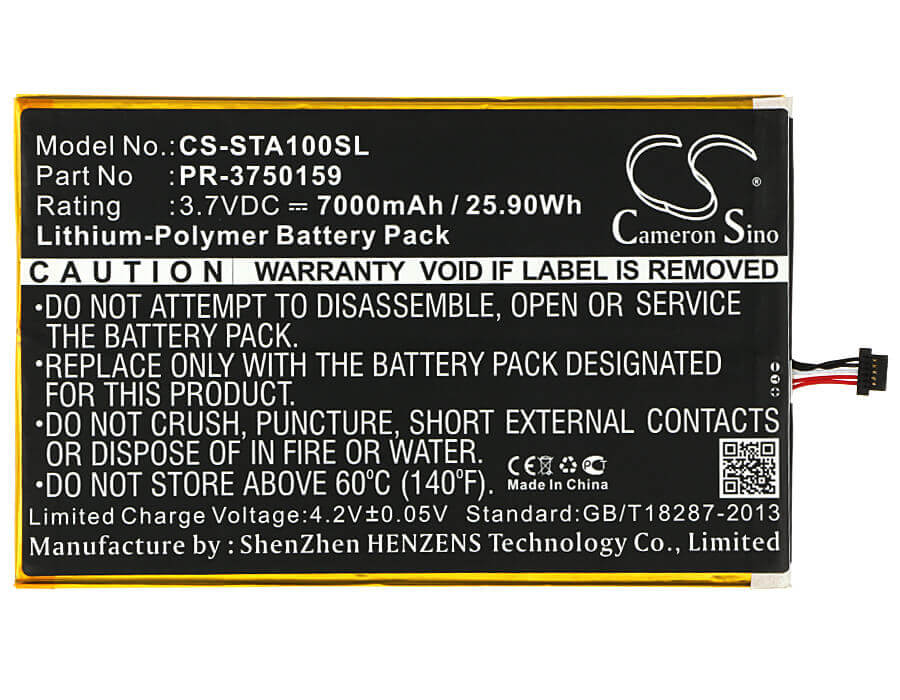 Model No.:CS-STA100SL
Part No :PR-3750159
Rating :3.7VDC ⎓ 7000mAh / 25.90Wh
Lithium-Polymer Battery Pack
CS
®
Cameron Sino
CAUTION WARRANTY VOID IF LABEL IS REMOVED
•DO NOT ATTEMPT TO DISASSEMBLE, OPEN OR SERVICE
THE BATTERY PACK.
•REPLACE ONLY WITH THE BATTERY PACK DESIGNATED
FOR THIS PRODUCT.
•DO NOT CRUSH, PUNCTURE, SHORT EXTERNAL CONTACTS
OR DISPOSE OF IN FIRE OR WATER.
•DO NOT STORE ABOVE 60°C (140°F).
CE
Made In China
Limited Charge Voltage:4.2V±0.05V Standard:GB/T18287-2013
Manufacture by : ShenZhen HENZENS Technology Co., Limited